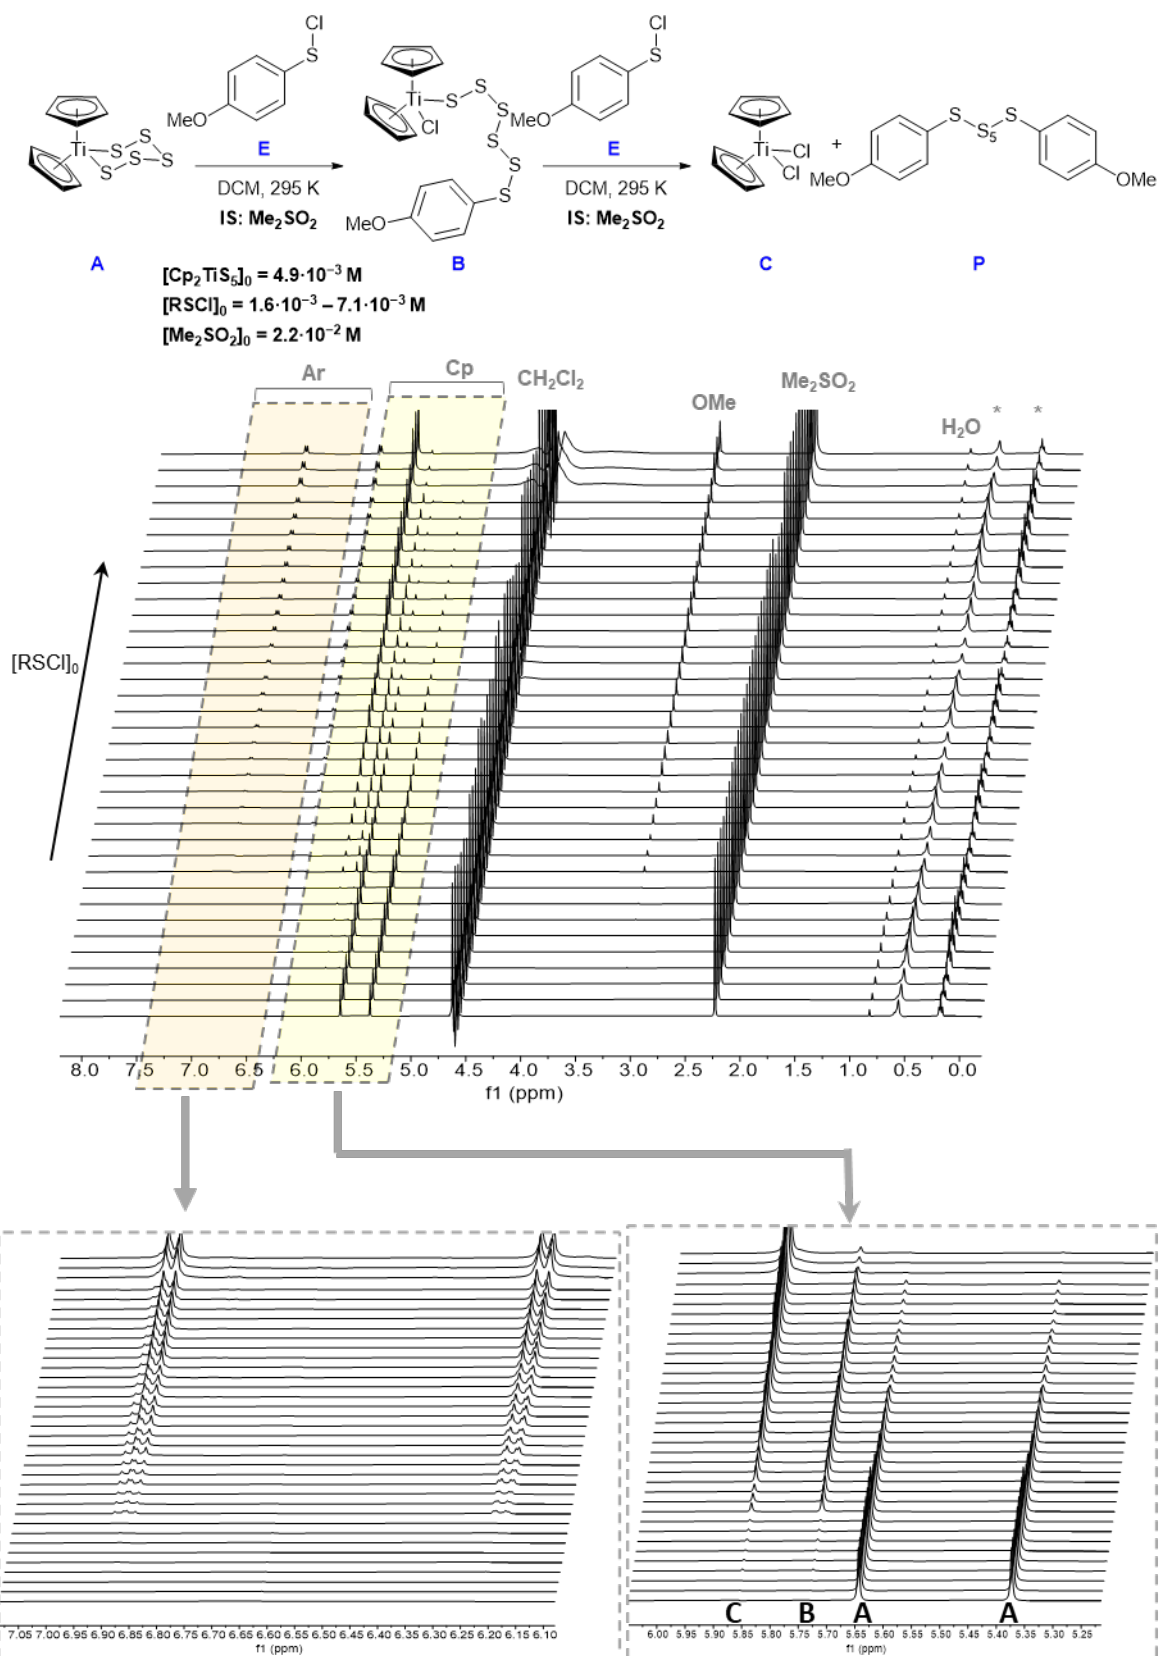 Cl
S
MeO
E
DCM, 295 K
IS: Me₂SO₂
Ti
S
S
S
S
S
A
Ti
Cl
S
S
S
S
S
S
MeO
B
Cl
S
MeO
E
DCM, 295 K
IS: Me₂SO₂
Ti
Cl
Cl
C
+
S
S₅
S
MeO
OMe
P
[Cp₂TiS₅]₀ = 4.9·10⁻³ M
[RSCl]₀ = 1.6·10⁻³ – 7.1·10⁻³ M
[Me₂SO₂]₀ = 2.2·10⁻² M
Ar
Cp
CH₂Cl₂
OMe
Me₂SO₂
H₂O
*
*
[RSCl]₀
8.0 7.5 7.0 6.5 6.0 5.5 5.0 4.5 4.0 3.5 3.0 2.5 2.0 1.5 1.0 0.5 0.0
f1 (ppm)
7.05 7.00 6.95 6.90 6.85 6.80 6.75 6.70 6.65 6.60 6.55 6.50 6.45 6.40 6.35 6.30 6.25 6.20 6.15 6.10
f1 (ppm)
C B A A
6.00 5.95 5.90 5.85 5.80 5.75 5.70 5.65 5.60 5.55 5.50 5.45 5.40 5.35 5.30 5.25
f1 (ppm)